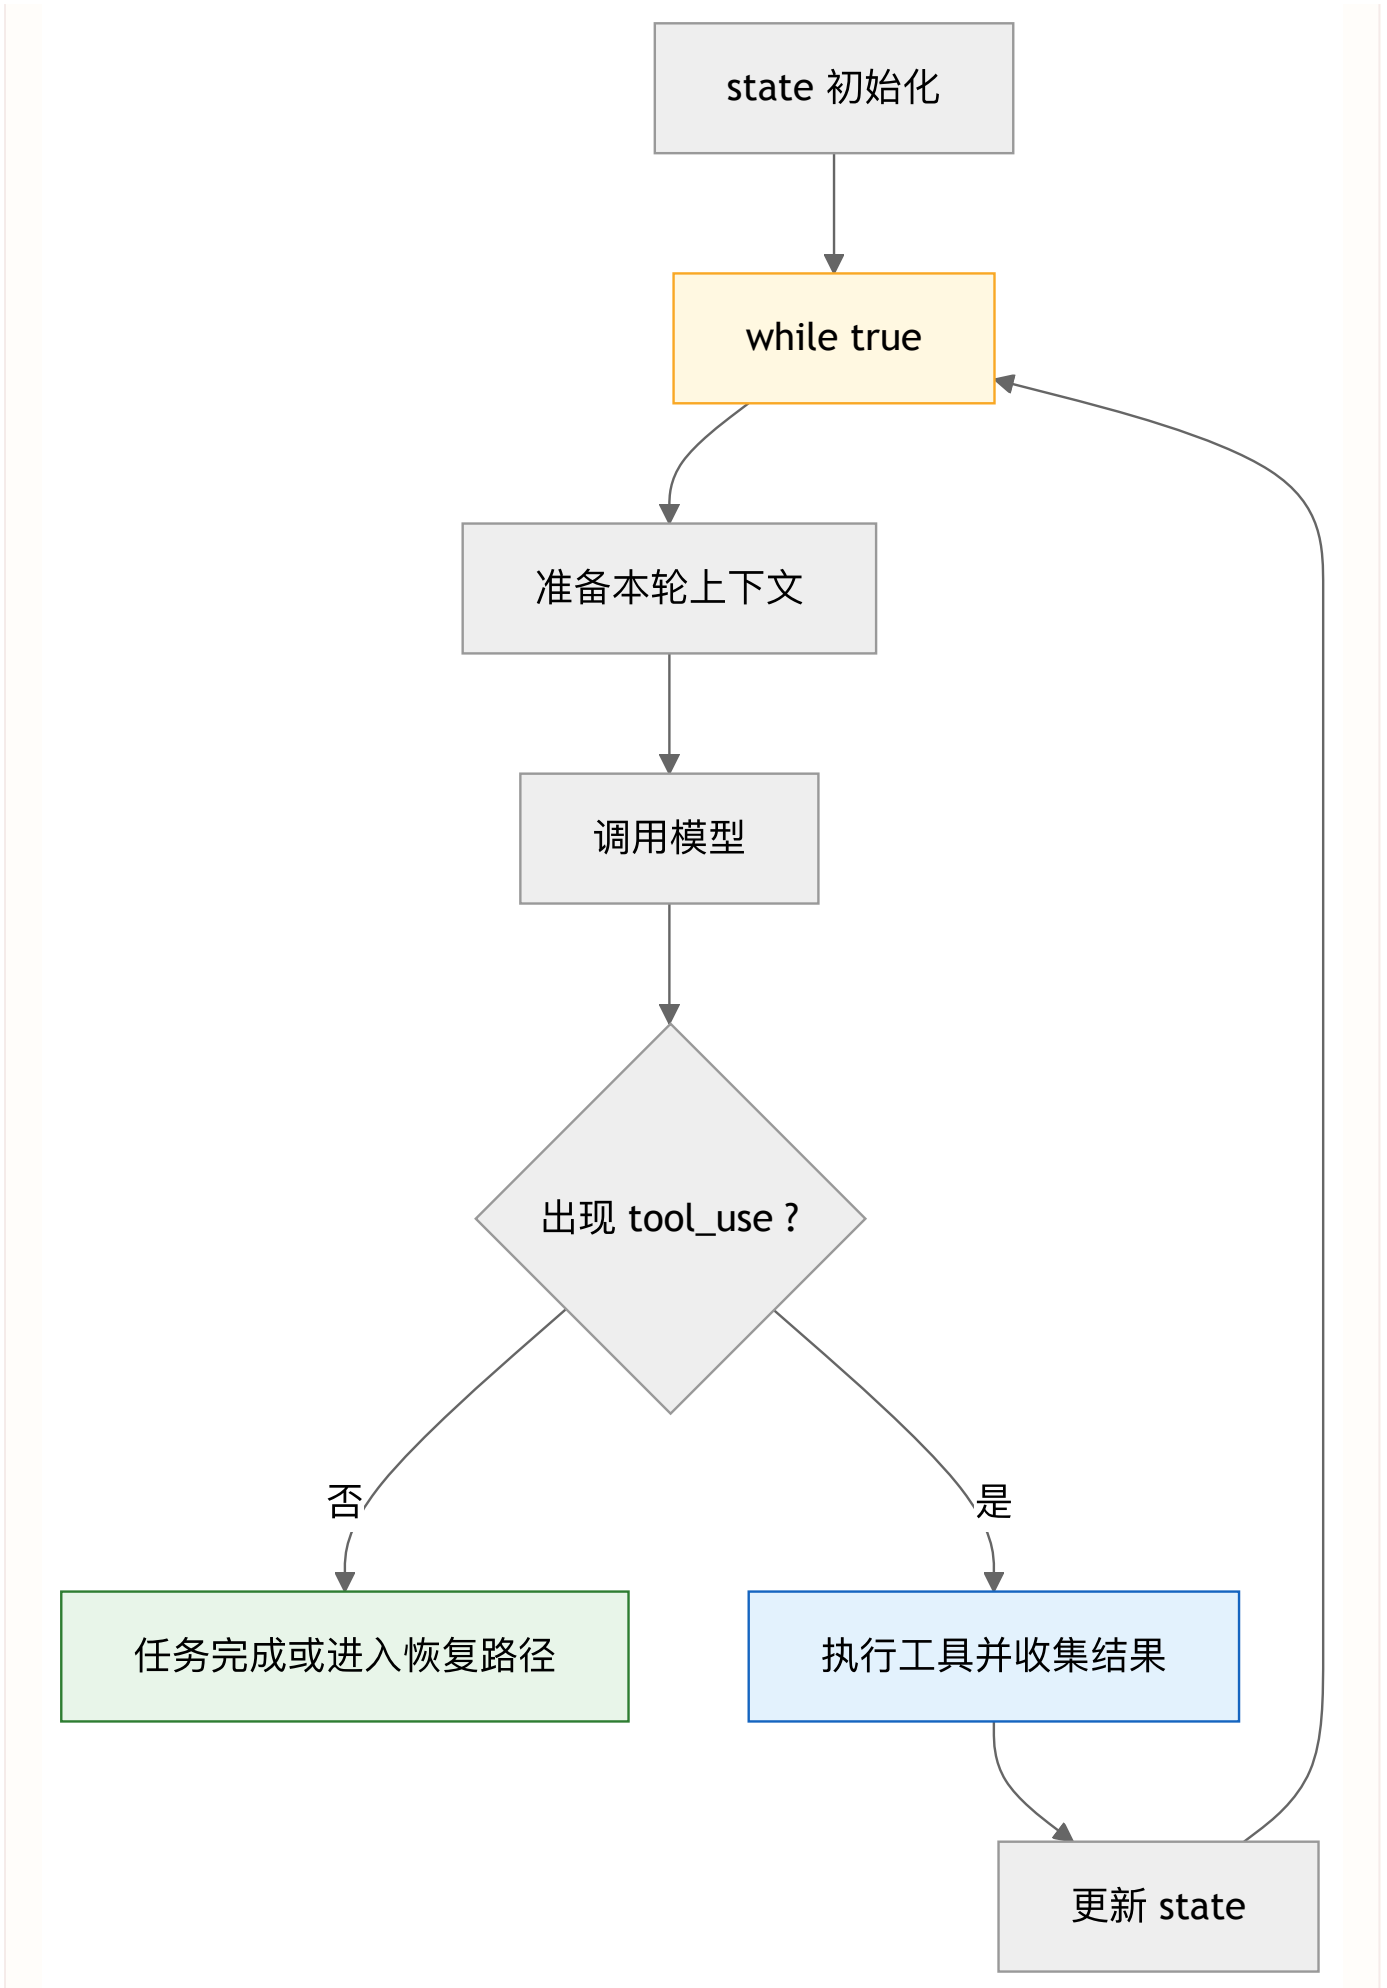 state 初始化
while true
准备本轮上下文
调用模型
出现 tool_use ?
否
是
任务完成或进入恢复路径
执行工具并收集结果
更新 state